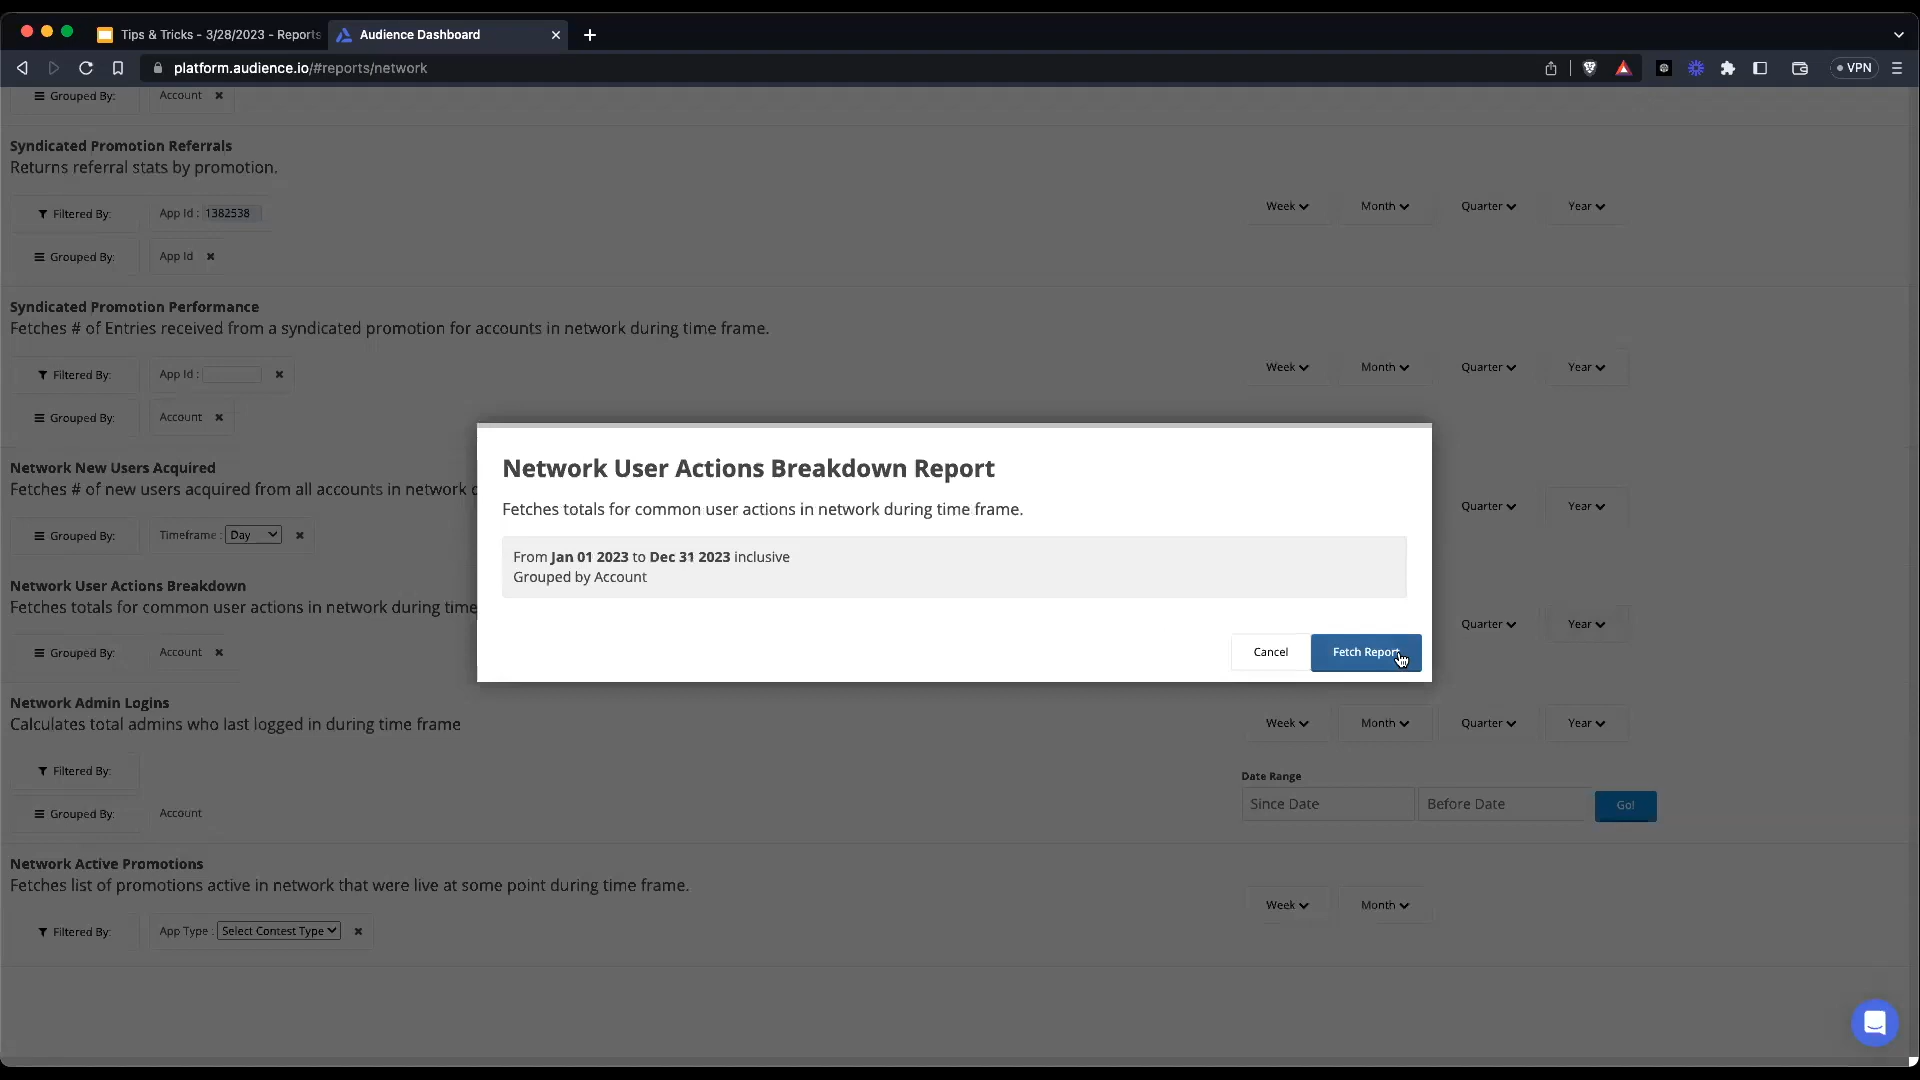 Tips & Tricks - 3/28/2023 - Reports
Audience Dashboard
platform.audience.io/#reports/network
VPN
Grouped By:
Account
Syndicated Promotion Referrals
Returns referral stats by promotion.
Filtered By:
App Id : 1382538
Week
Month
Quarter
Year
Grouped By:
App Id
Syndicated Promotion Performance
Fetches # of Entries received from a syndicated promotion for accounts in network during time frame.
Filtered By:
App Id :
Week
Month
Quarter
Year
Grouped By:
Account
Network New Users Acquired
Fetches # of new users acquired from all accounts in network
Grouped By:
Timeframe : Day
Quarter
Year
Network User Actions Breakdown
Fetches totals for common user actions in network during time
Grouped By:
Account
Quarter
Year
Network User Actions Breakdown Report
Fetches totals for common user actions in network during time frame.
From Jan 01 2023 to Dec 31 2023 inclusive
Grouped by Account
Cancel
Fetch Report
Network Admin Logins
Calculates total admins who last logged in during time frame
Week
Month
Quarter
Year
Filtered By:
Grouped By:
Account
Date Range
Since Date
Before Date
Go!
Network Active Promotions
Fetches list of promotions active in network that were live at some point during time frame.
Week
Month
Filtered By:
App Type : Select Contest Type